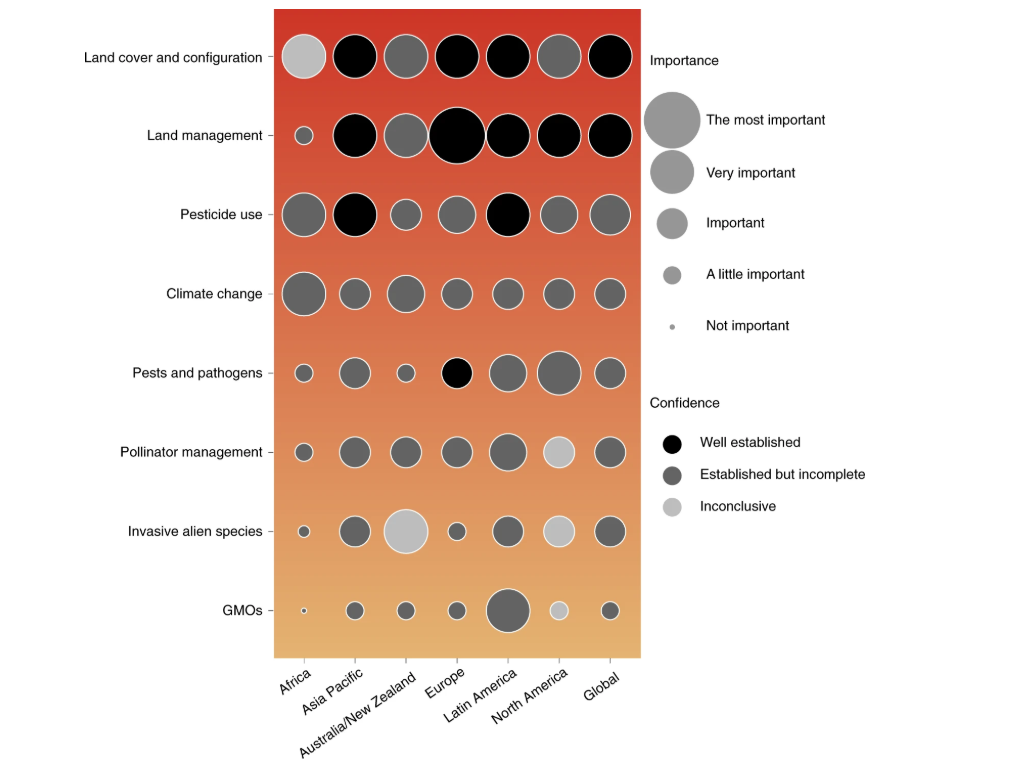 Land cover and configuration
Land management
Pesticide use
Climate change
Pests and pathogens
Pollinator management
Invasive alien species
GMOs
Africa
Asia Pacific
Australia/New Zealand
Europe
Latin America
North America
Global
Importance
The most important
Very important
Important
A little important
Not important
Confidence
Well established
Established but incomplete
Inconclusive